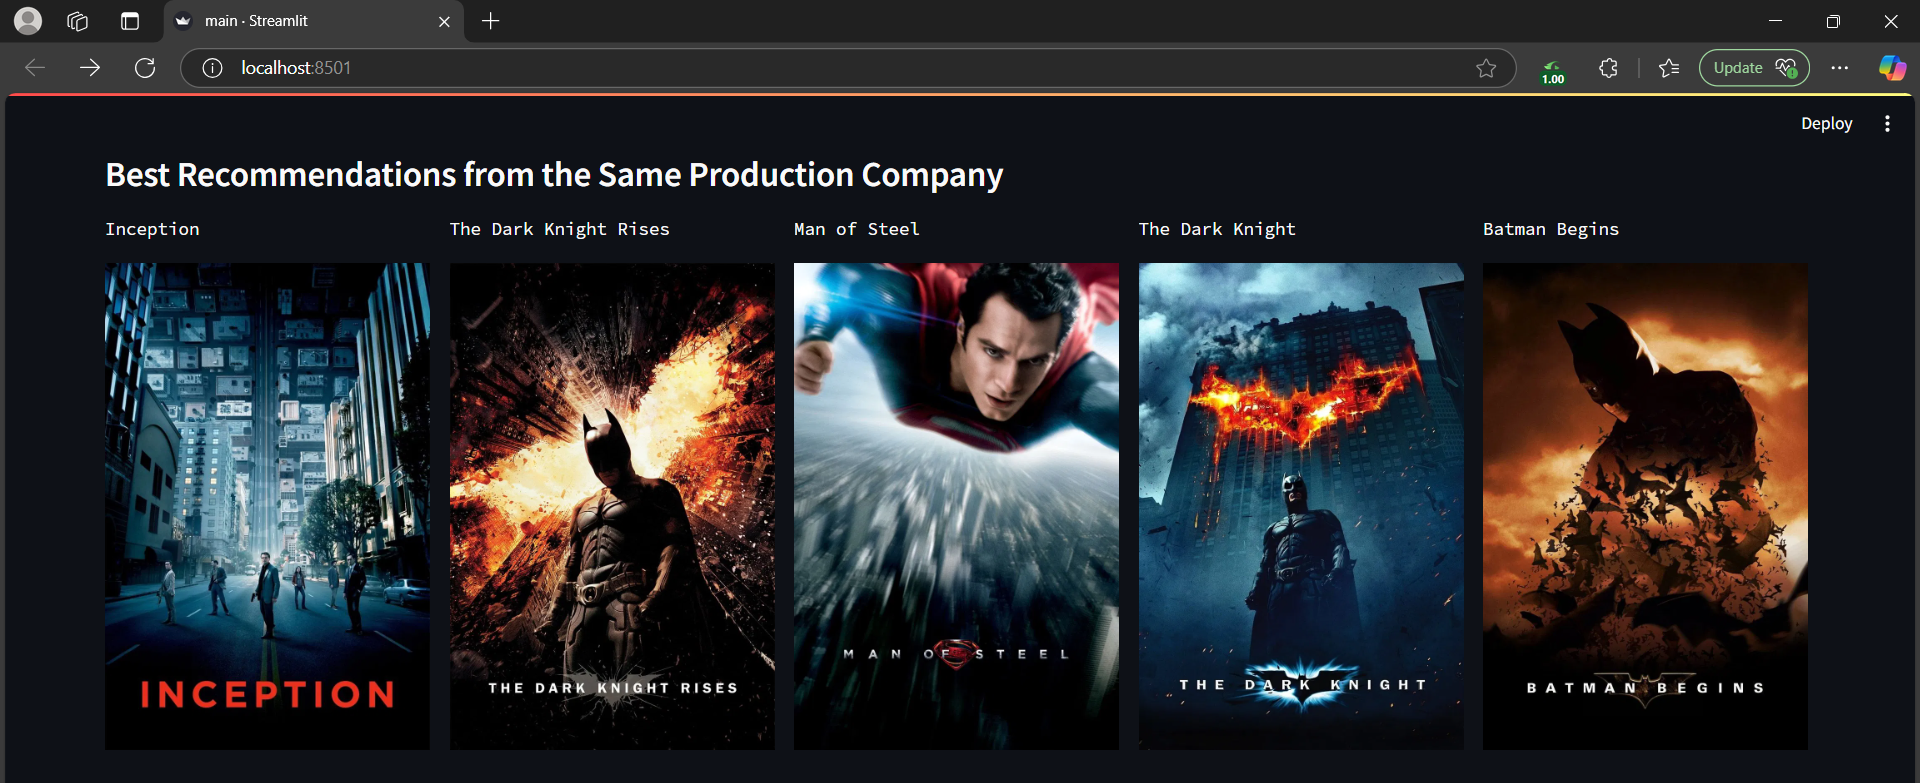 main · Streamlit
localhost:8501
1.00
Update
Deploy
Best Recommendations from the Same Production Company
Inception
The Dark Knight Rises
Man of Steel
The Dark Knight
Batman Begins
INCEPTION
THE DARK KNIGHT RISES
MAN OF STEEL
THE DARK KNIGHT
BATMAN BEGINS